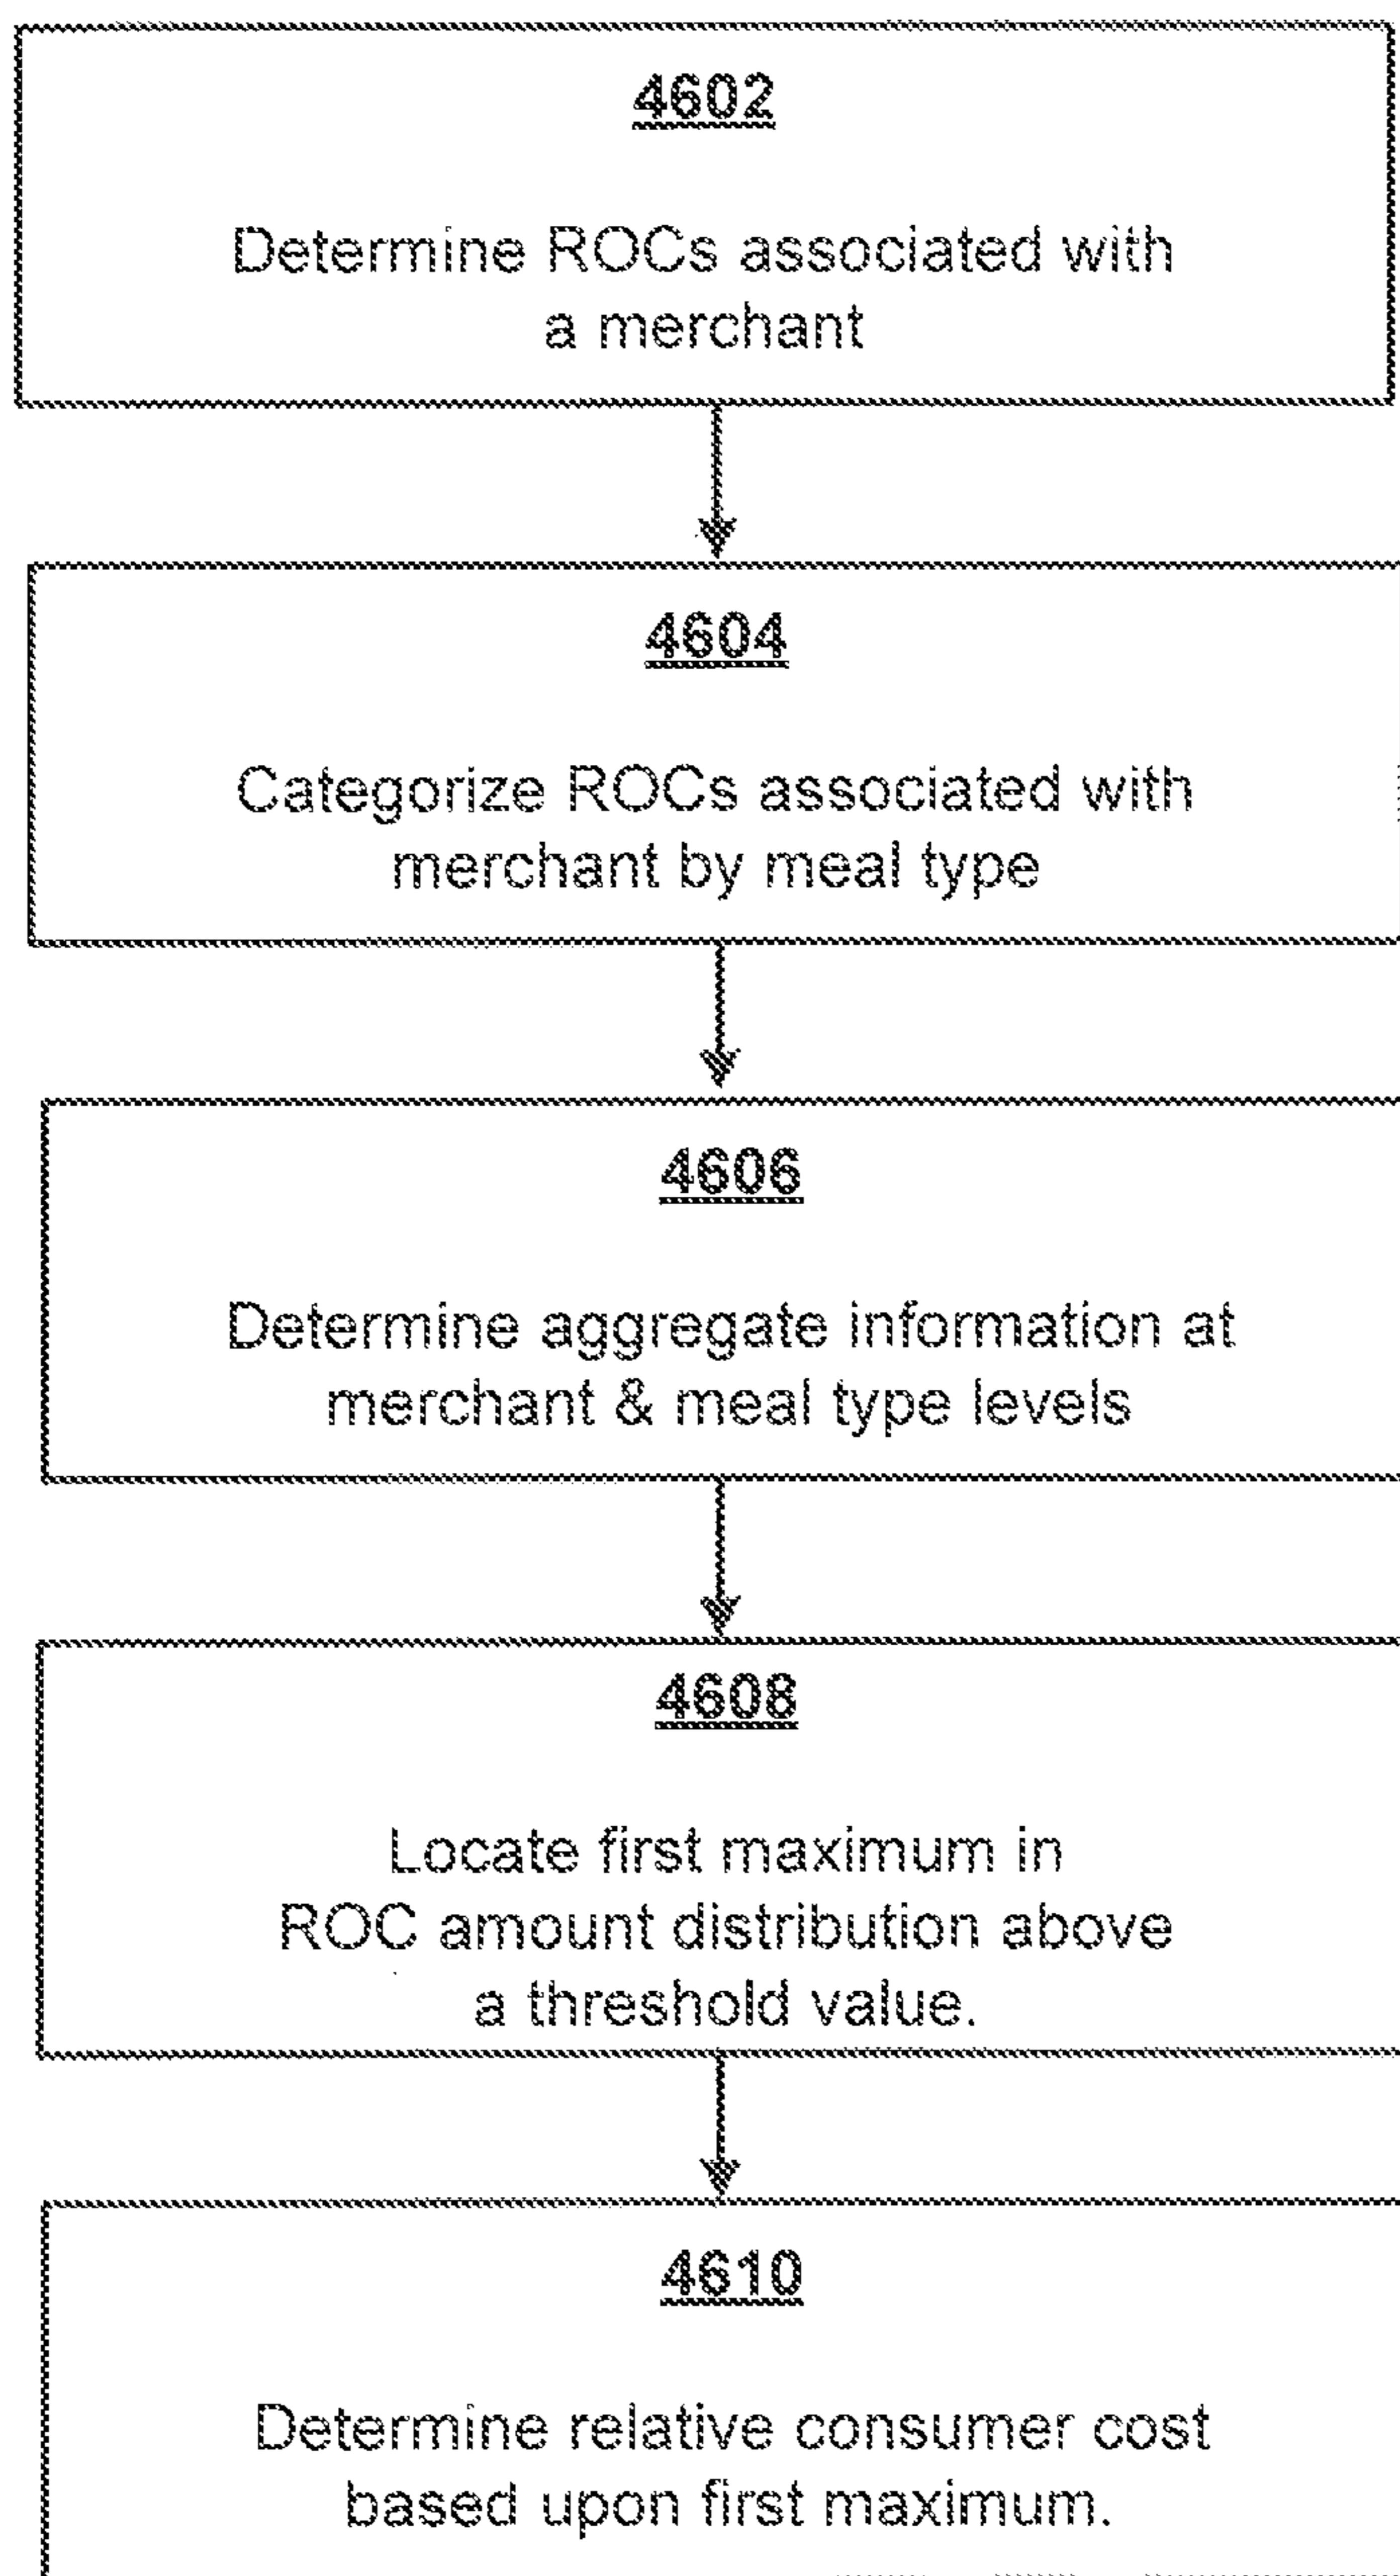 4602
Determine ROCs associated with
a merchant
4604
Categorize ROCs associated with
merchant by meal type
4606
Determine aggregate information at
merchant & meal type levels
4608
Locate first maximum in
ROC amount distribution above
a threshold value.
4610
Determine relative consumer cost
based upon first maximum.